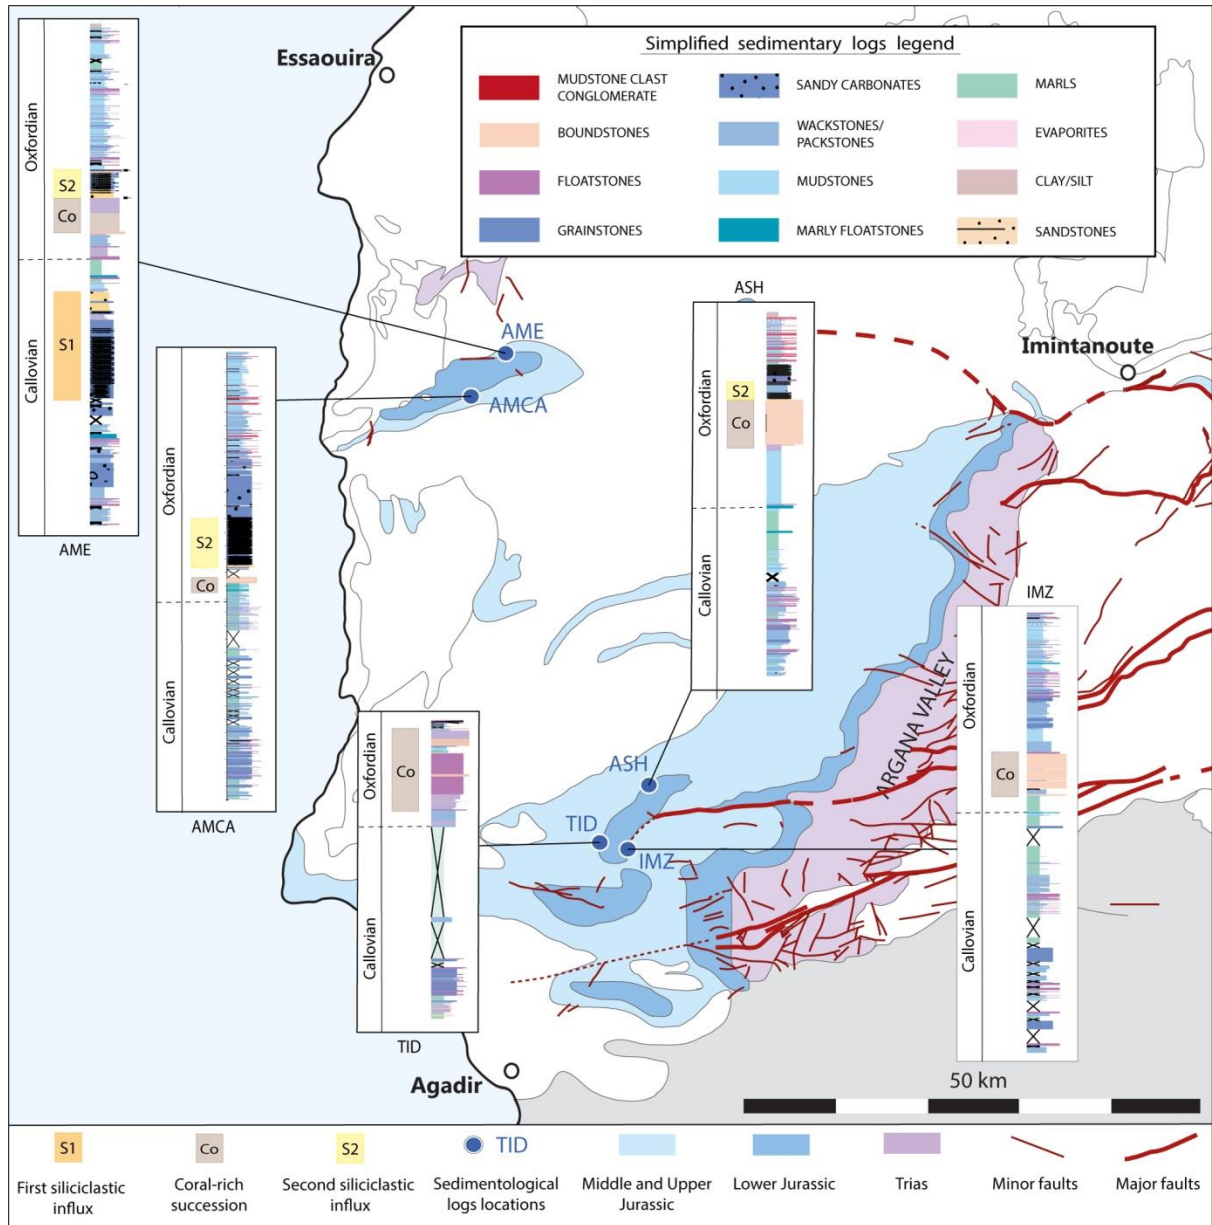 Simplified sedimentary logs legend
MUDSTONE CLAST
CONGLOMERATE
SANDY CARBONATES
MARLS
BOUNDSTONES
WACKSTONES/
PACKSTONES
EVAPORITES
FLOATSTONES
MUDSTONES
CLAY/SILT
GRAINSTONES
MARLY FLOATSTONES
SANDSTONES
Essaouira
Oxfordian
S2
Co
Callovian
S1
AME
AME
AMCA
Oxfordian
S2
Co
Callovian
AMCA
ASH
Oxfordian
S2
Co
Callovian
Imintanoute
ARGANA VALLEY
IMZ
Oxfordian
Co
Callovian
ASH
TID
IMZ
Oxfordian
Co
Callovian
TID
Agadir
50 km
S1
Co
S2
TID
First siliciclastic
influx
Coral-rich
succession
Second siliciclastic
influx
Sedimentological
logs locations
Middle and Upper
Jurassic
Lower Jurassic
Trias
Minor faults
Major faults